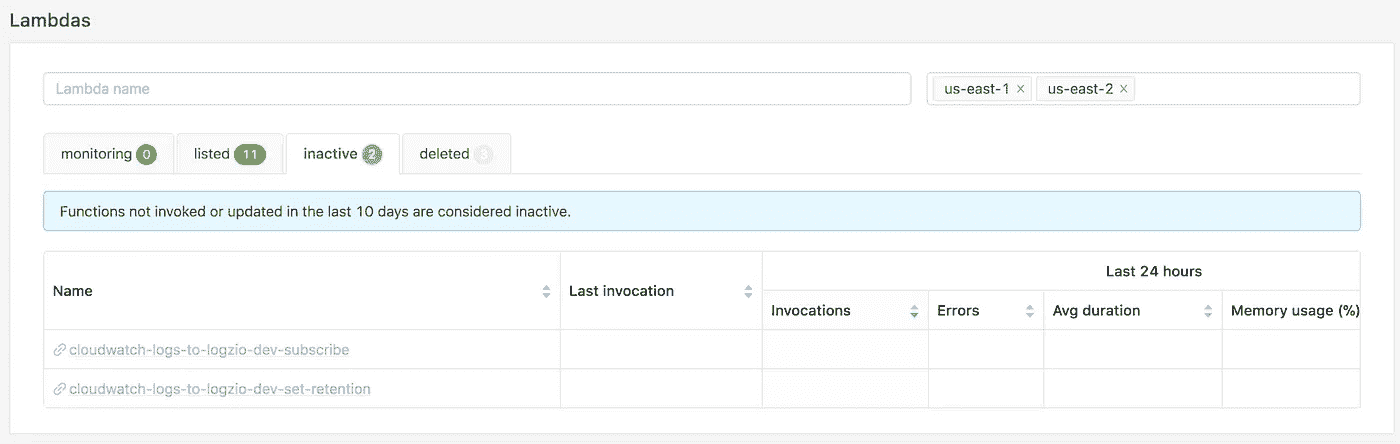 Lambdas
Lambda name
us-east-1 × us-east-2 ×
monitoring 0 listed 11 inactive 2 deleted 3
Functions not invoked or updated in the last 10 days are considered inactive.
Last 24 hours
Name Last invocation
Invocations Errors Avg duration Memory usage (%)
cloudwatch-logs-to-logzio-dev-subscribe
cloudwatch-logs-to-logzio-dev-set-retention